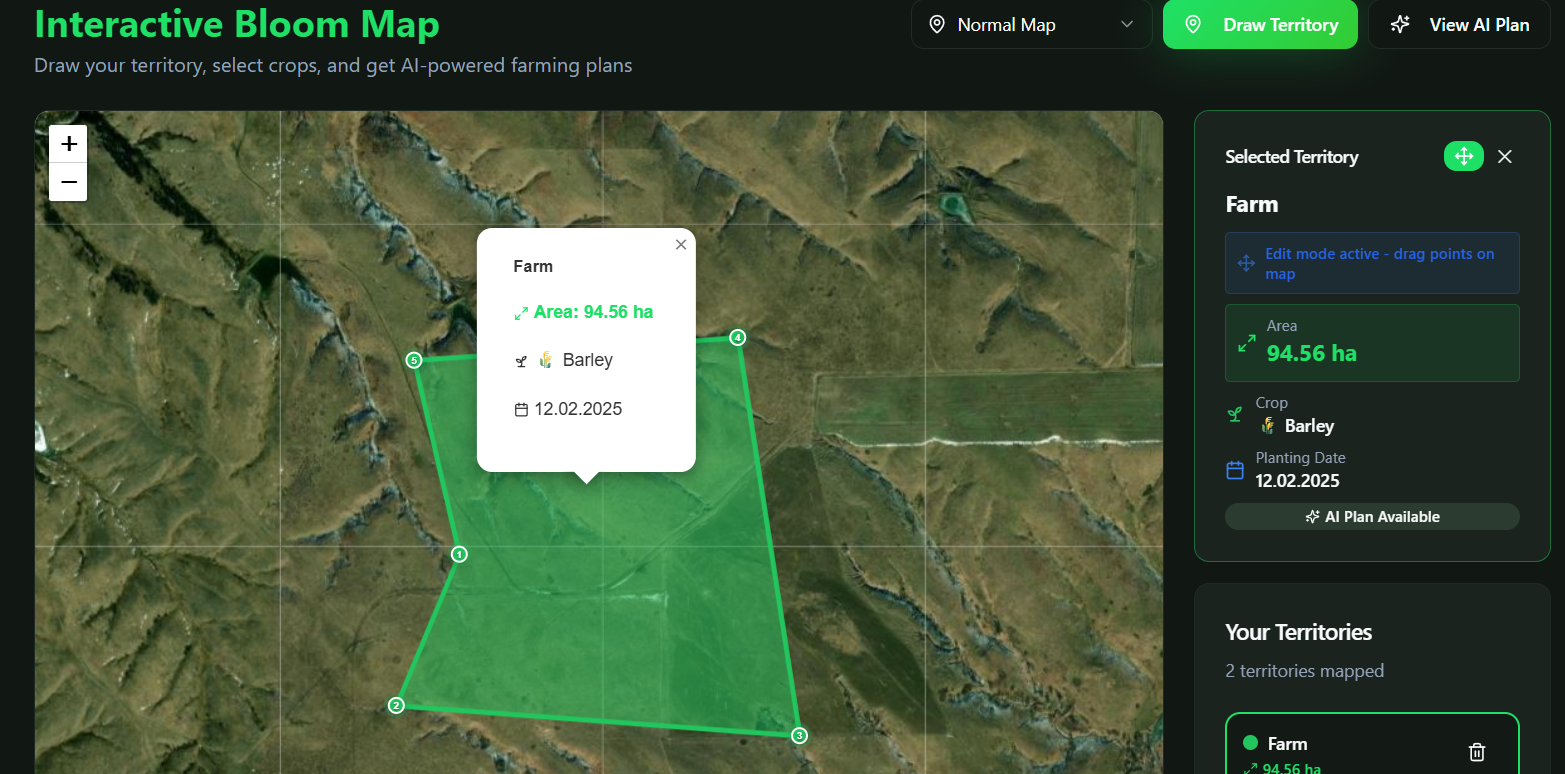 Interactive Bloom Map
Draw your territory, select crops, and get AI-powered farming plans
Normal Map
Draw Territory
View AI Plan
+
−
Farm
Area: 94.56 ha
Barley
12.02.2025
5
4
1
2
3
Selected Territory
Farm
Edit mode active - drag points on
map
Area
94.56 ha
Crop
Barley
Planting Date
12.02.2025
AI Plan Available
Your Territories
2 territories mapped
Farm
94.56 ha